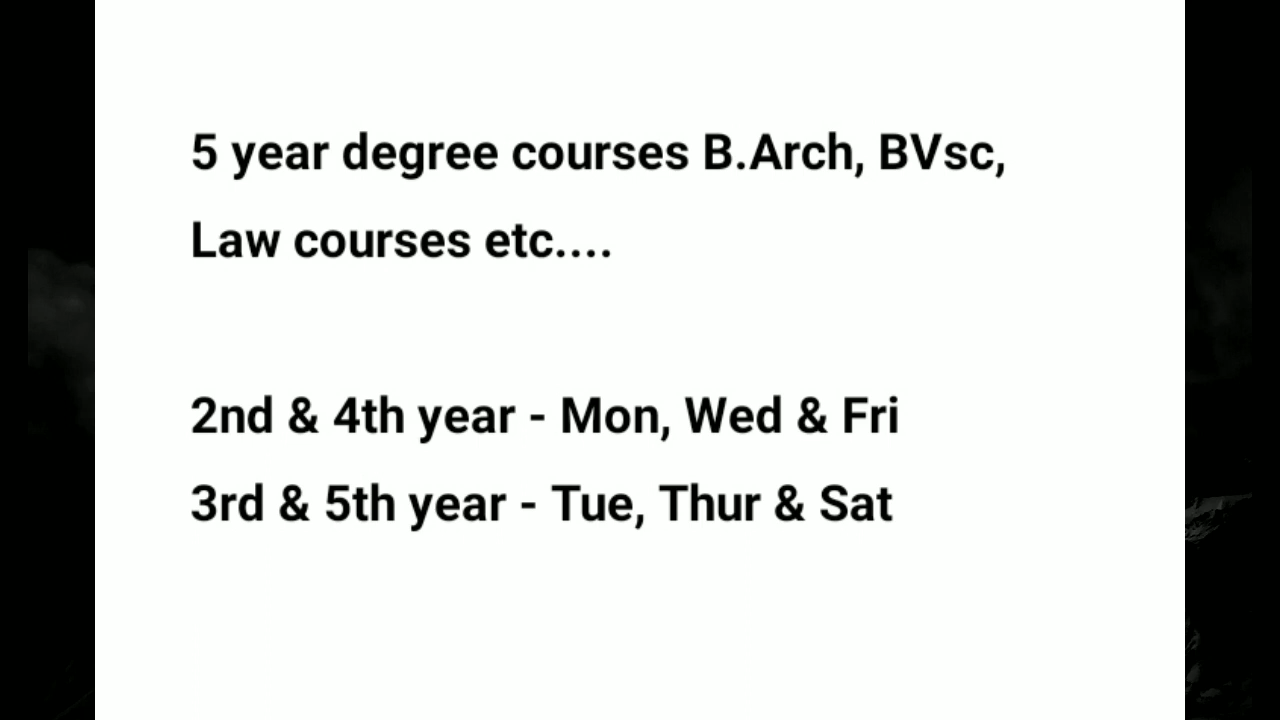 5 year degree courses B.Arch, BVsc,
Law courses etc....
2nd & 4th year - Mon, Wed & Fri
3rd & 5th year - Tue, Thur & Sat